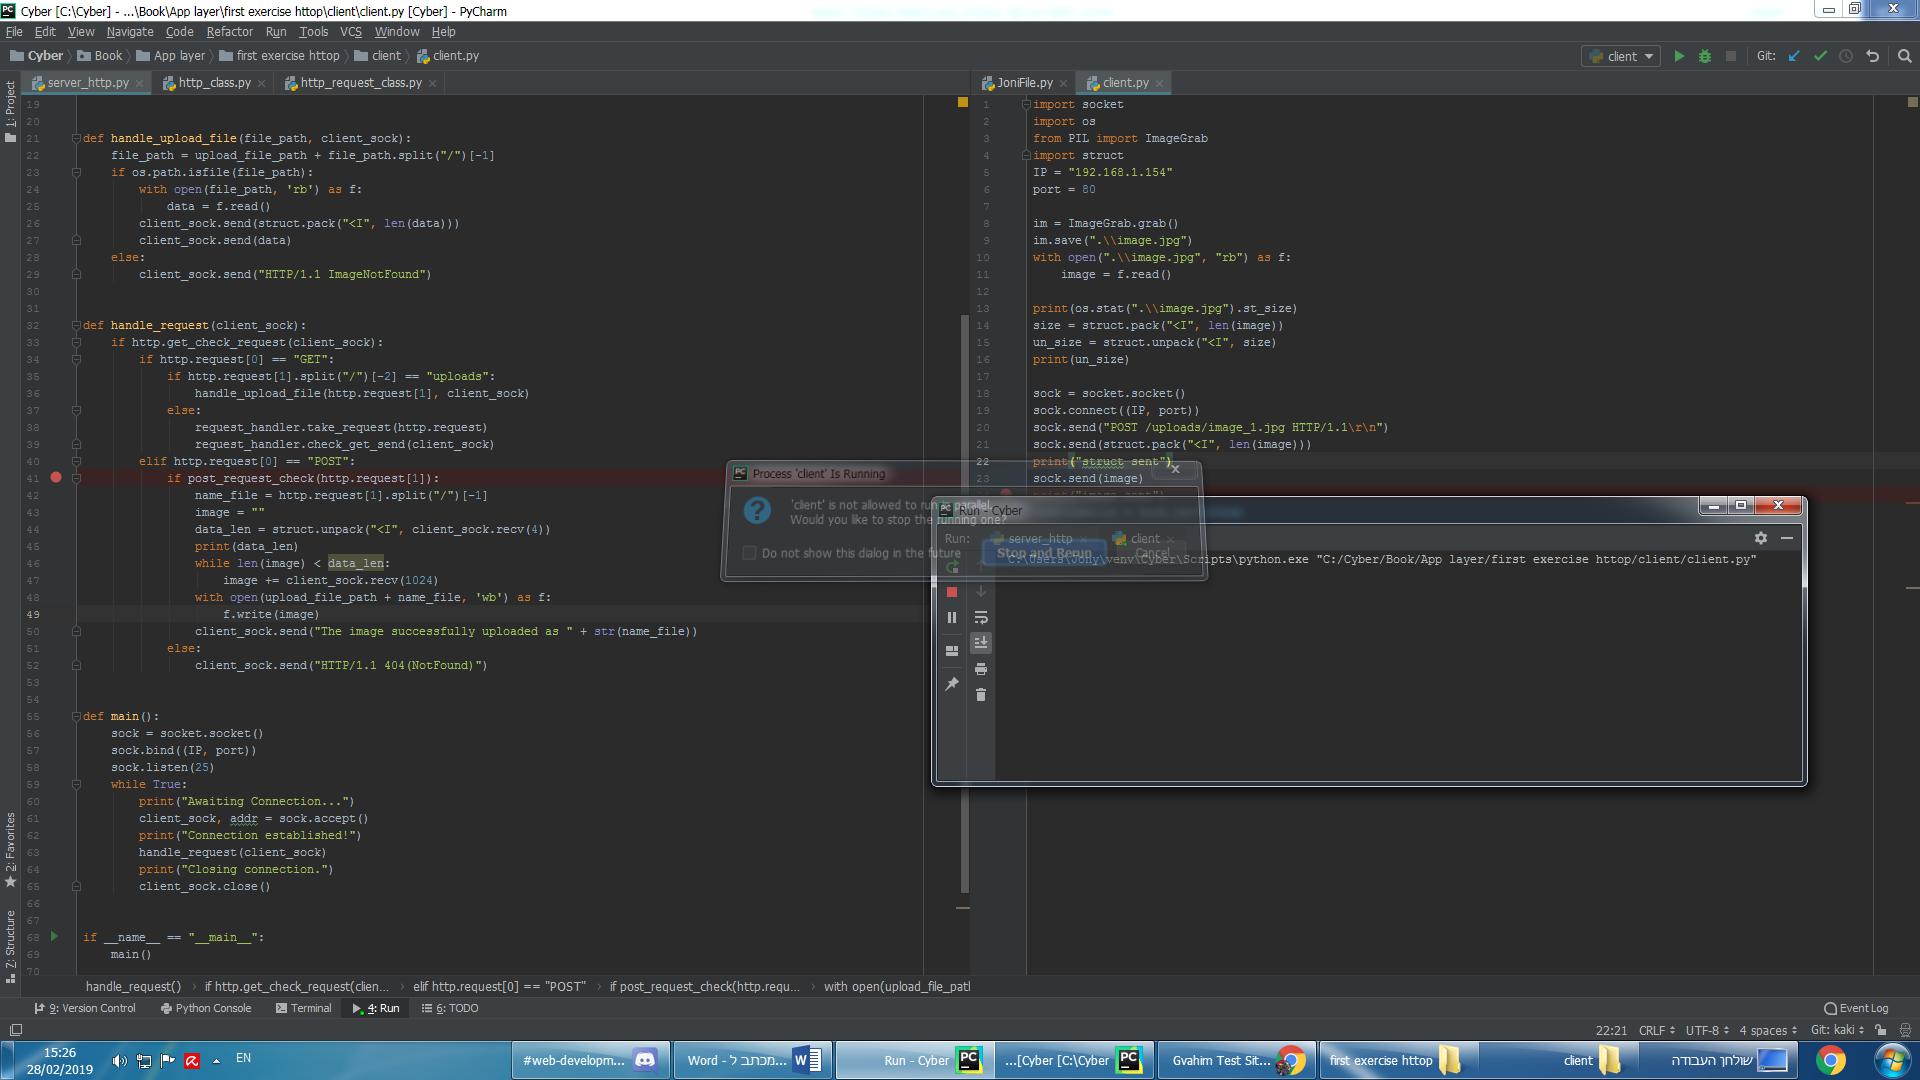 Cyber [C:\Cyber] - ...\Book\App layer\first exercise httop\client\client.py [Cyber] - PyCharm
File Edit View Navigate Code Refactor Run Tools VCS Window Help
Cyber Book App layer first exercise httop client client.py
client Git:
server_http.py http_class.py http_request_class.py
1: Project
19
20
21 def handle_upload_file(file_path, client_sock):
22 file_path = upload_file_path + file_path.split("/")[-1]
23 if os.path.isfile(file_path):
24 with open(file_path, 'rb') as f:
25 data = f.read()
26 client_sock.send(struct.pack("<I", len(data)))
27 client_sock.send(data)
28 else:
29 client_sock.send("HTTP/1.1 ImageNotFound")
30
31
32 def handle_request(client_sock):
33 if http.get_check_request(client_sock):
34 if http.request[0] == "GET":
35 if http.request[1].split("/")[-2] == "uploads":
36 handle_upload_file(http.request[1], client_sock)
37 else:
38 request_handler.take_request(http.request)
39 request_handler.check_get_send(client_sock)
40 elif http.request[0] == "POST":
41 if post_request_check(http.request[1]):
42 name_file = http.request[1].split("/")[-1]
43 image = ""
44 data_len = struct.unpack("<I", client_sock.recv(4))
45 print(data_len)
46 while len(image) < data_len:
47 image += client_sock.recv(1024)
48 with open(upload_file_path + name_file, 'wb') as f:
49 f.write(image)
50 client_sock.send("The image successfully uploaded as " + str(name_file))
51 else:
52 client_sock.send("HTTP/1.1 404(NotFound)")
53
54
55 def main():
56 sock = socket.socket()
57 sock.bind((IP, port))
58 sock.listen(25)
59 while True:
60 print("Awaiting Connection...")
61 client_sock, addr = sock.accept()
62 print("Connection established!")
63 handle_request(client_sock)
64 print("Closing connection.")
65 client_sock.close()
66
67
68 if __name__ == "__main__":
69 main()
70
handle_request() if http.get_check_request(clien... elif http.request[0] == "POST" if post_request_check(http.requ... with open(upload_file_path
2: Favorites
7: Structure
JoniFile.py client.py
1 import socket
2 import os
3 from PIL import ImageGrab
4 import struct
5 IP = "192.168.1.154"
6 port = 80
7
8 im = ImageGrab.grab()
9 im.save(".\\image.jpg")
10 with open(".\\image.jpg", "rb") as f:
11 image = f.read()
12
13 print(os.stat(".\\image.jpg").st_size)
14 size = struct.pack("<I", len(image))
15 un_size = struct.unpack("<I", size)
16 print(un_size)
17
18 sock = socket.socket()
19 sock.connect((IP, port))
20 sock.send("POST /uploads/image_1.jpg HTTP/1.1\r\n")
21 sock.send(struct.pack("<I", len(image)))
22 print("struct sent")
23 sock.send(image)
print("image sent")
Process 'client' Is Running
'client' is not allowed to run in parallel.
Would you like to stop the running one?
Do not show this dialog in the future
Stop and Rerun Cancel
Run - Cyber
Run: server_http client
C:\Users\Jony\venv\Cyber\Scripts\python.exe "C:/Cyber/Book/App layer/first exercise httop/client/client.py"
9: Version Control Python Console Terminal 4: Run 6: TODO Event Log
22:21 CRLF UTF-8 4 spaces Git: kaki
15:26
28/02/2019
EN
#web-developm...
Word - מכתב ל...
Run - Cyber
...[Cyber [C:\Cyber
Gvahim Test Sit...
first exercise httop
client
שולחן העבודה